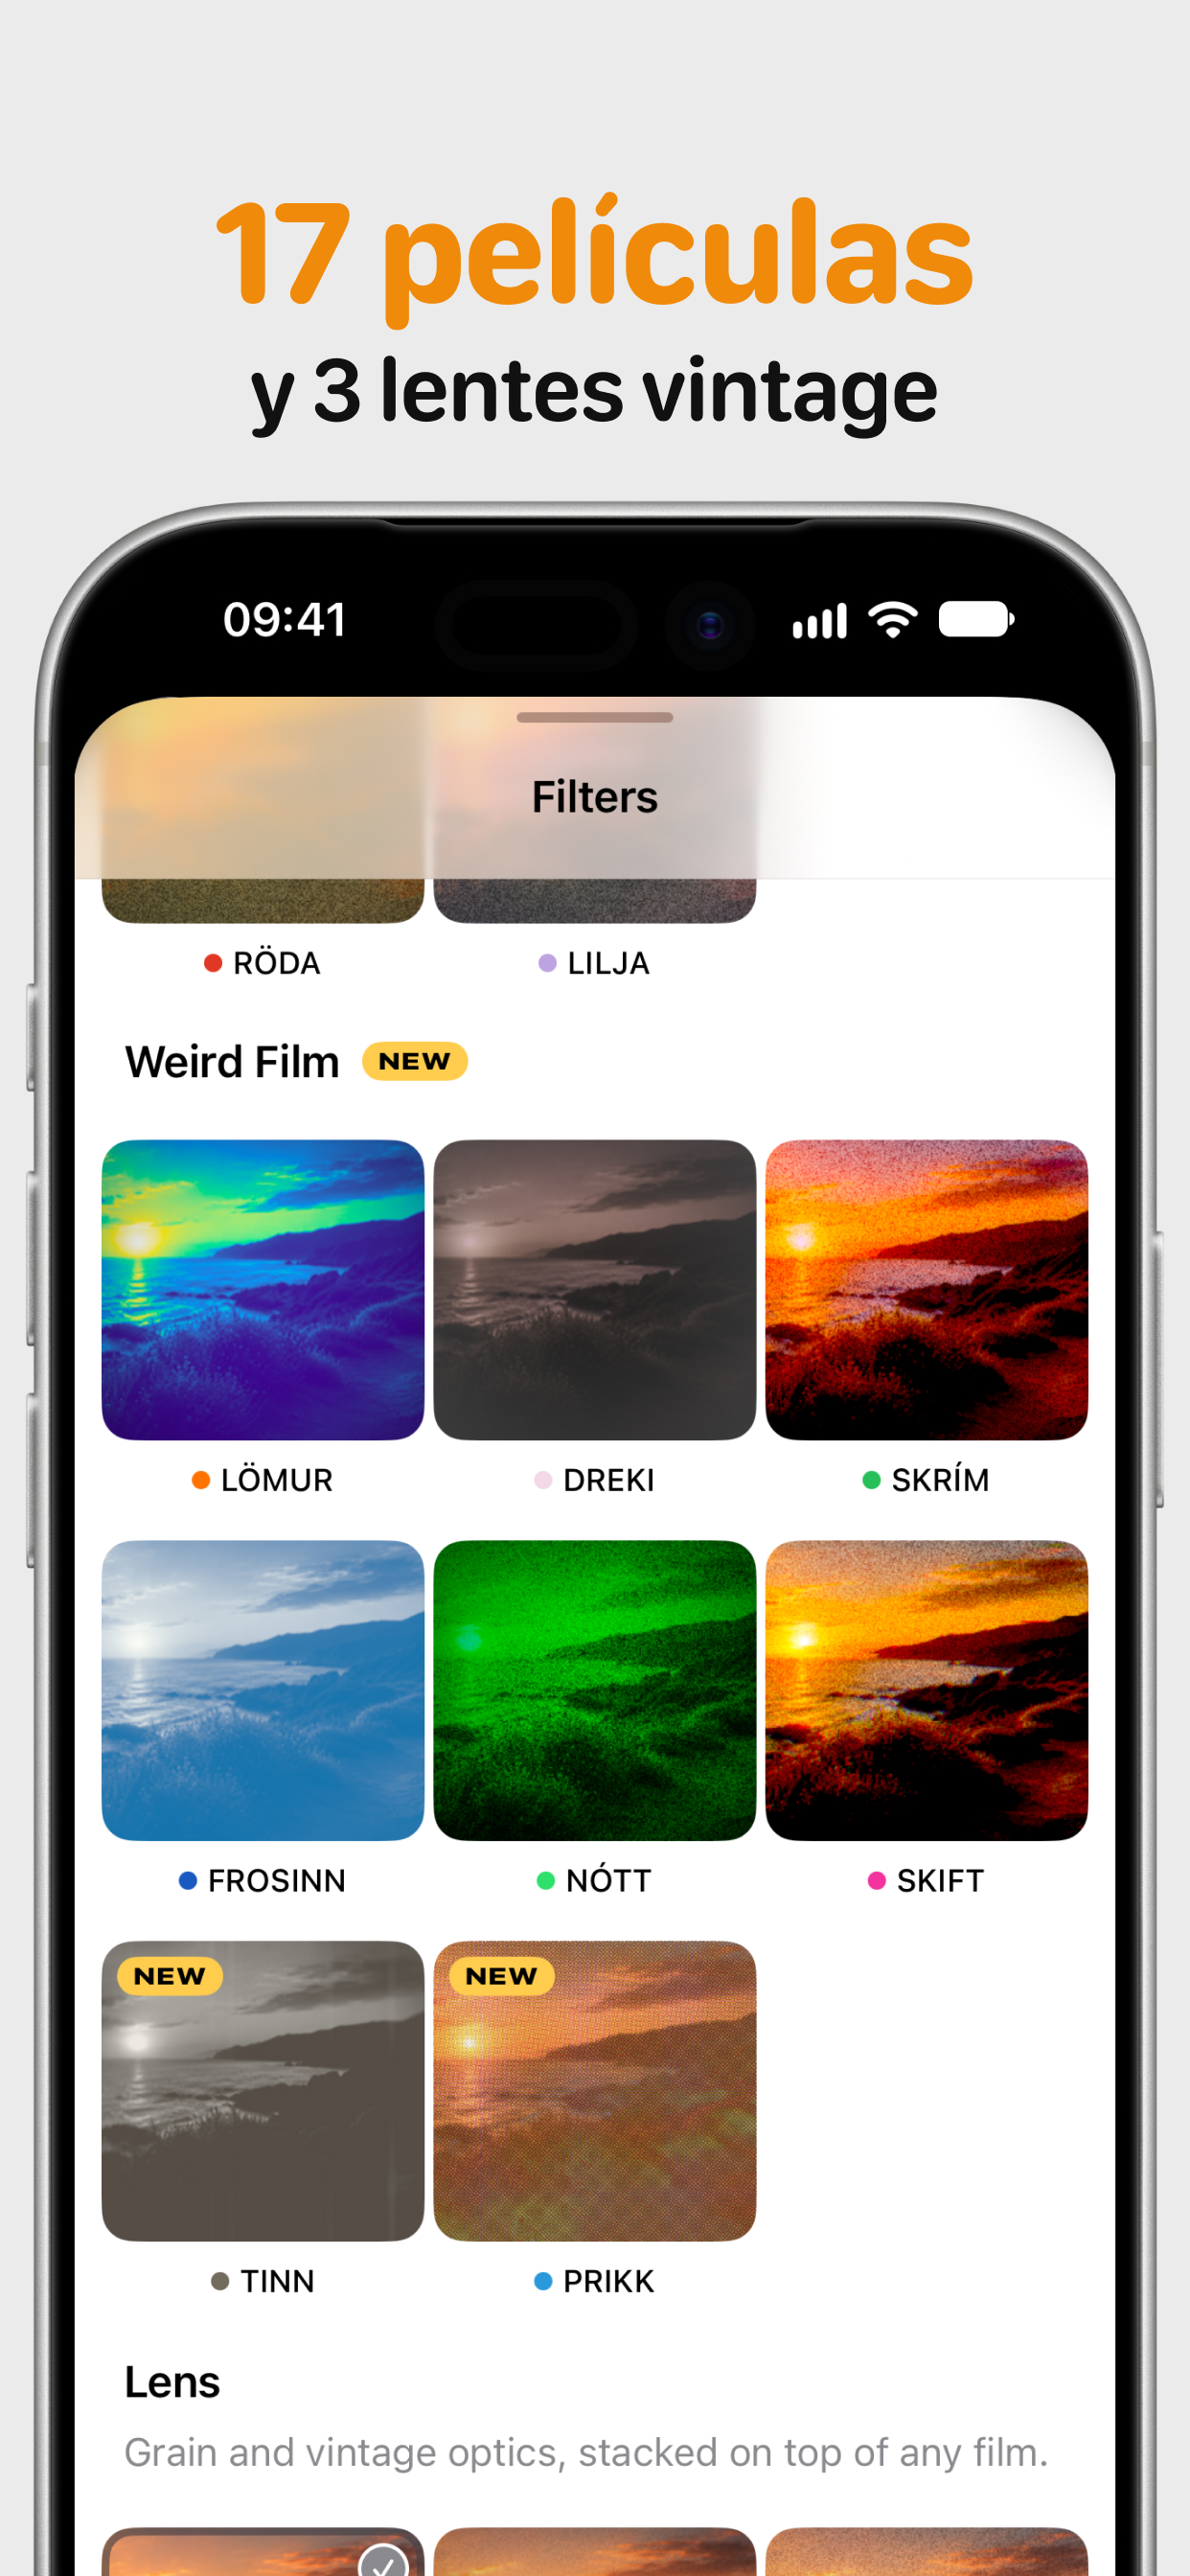 17 películas
y 3 lentes vintage
09:41
Filters
RÖDA
LILJA
Weird Film NEW
LÖMUR
DREKI
SKRÍM
FROSINN
NÓTT
SKIFT
NEW
NEW
TINN
PRIKK
Lens
Grain and vintage optics, stacked on top of any film.